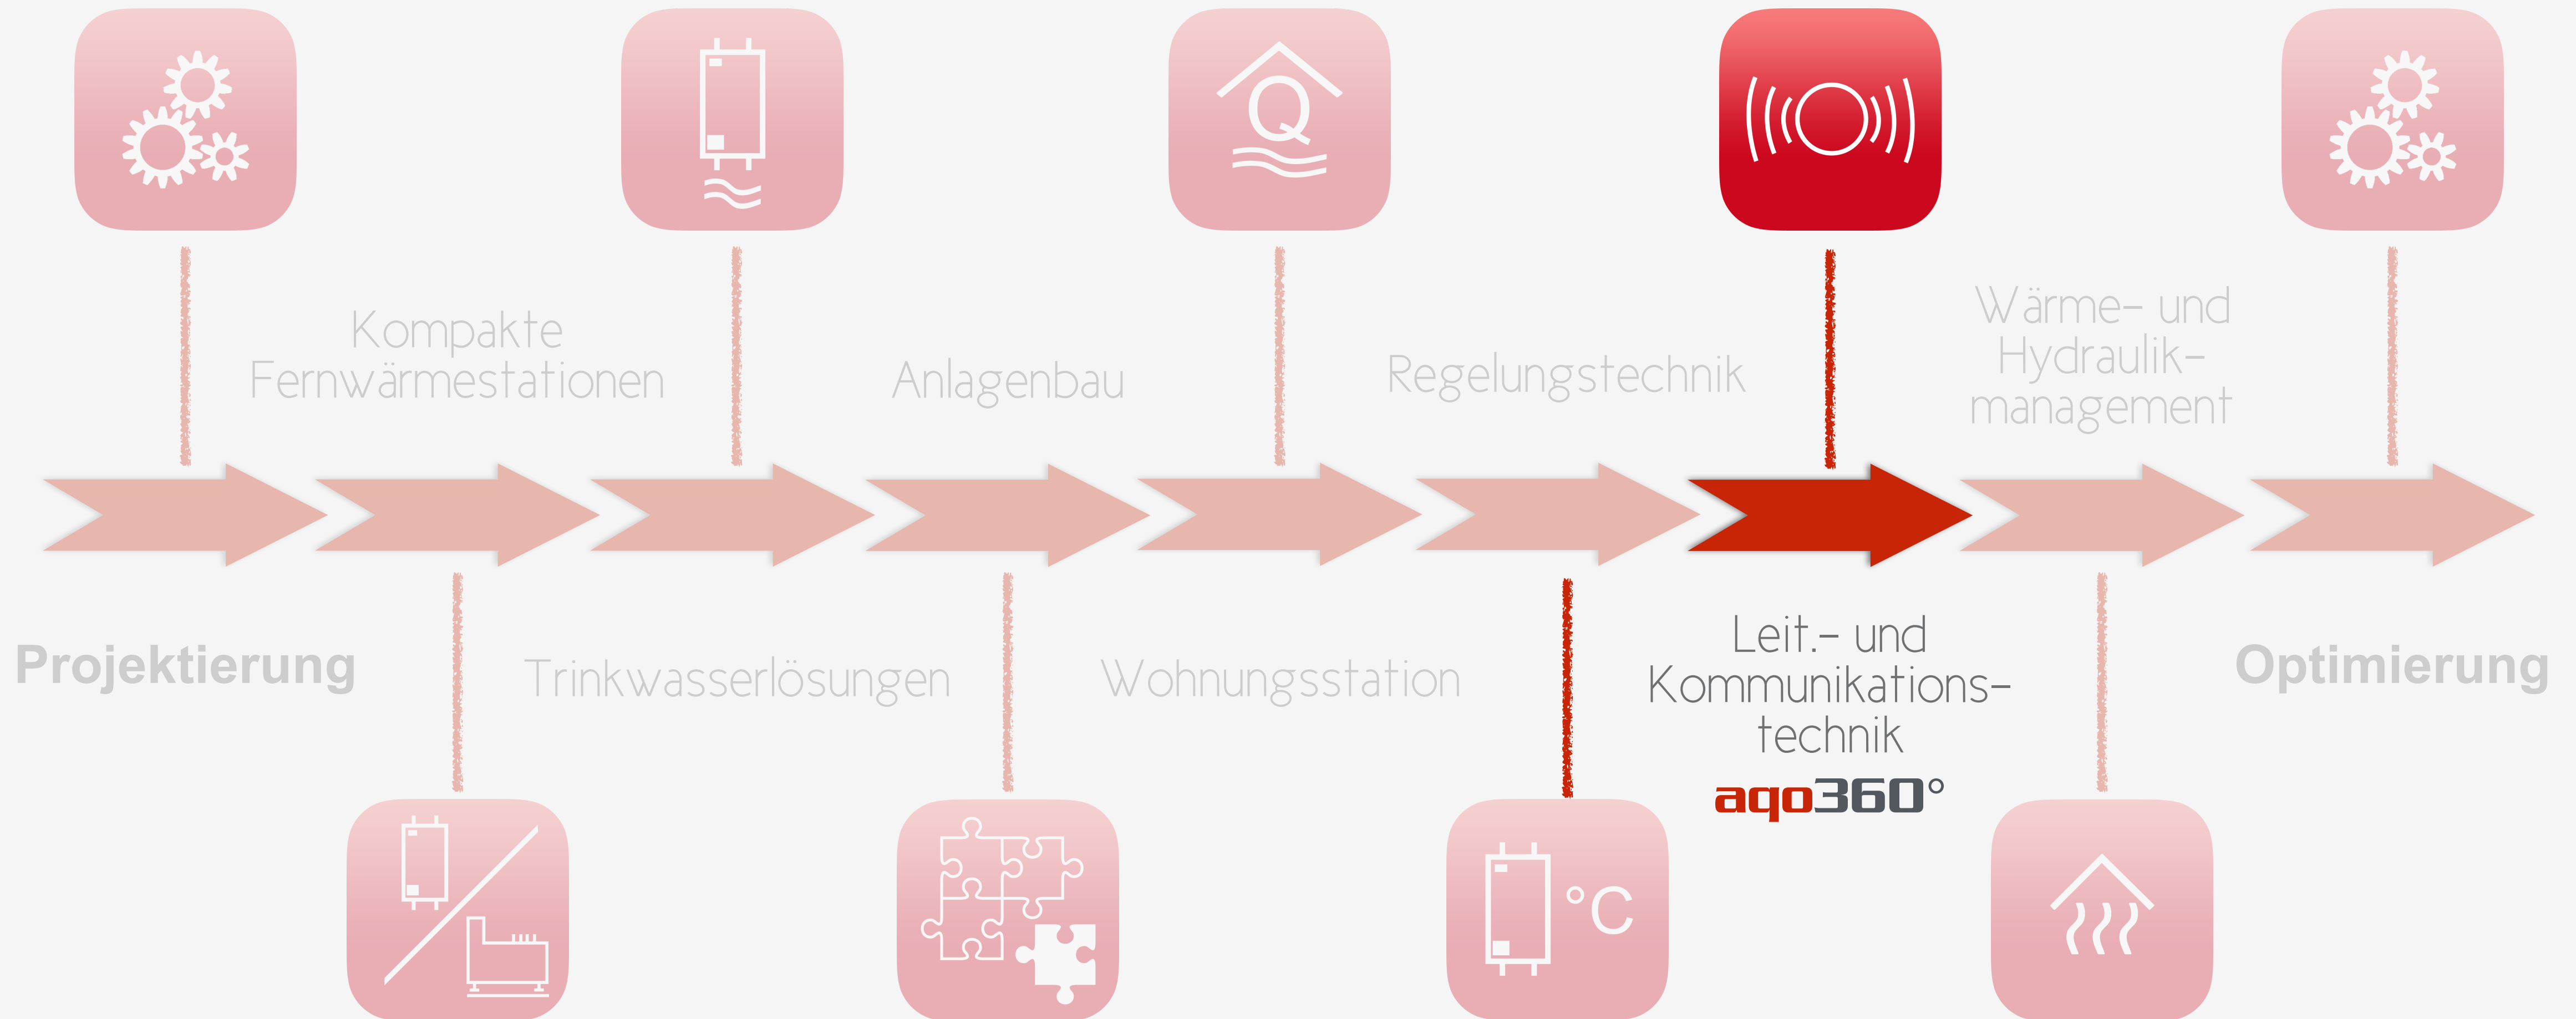 Q
Kompakte
Fernwärmestationen
Anlagenbau
Regelungstechnik
Wärme- und
Hydraulik-
management
Projektierung
Trinkwasserlösungen
Wohnungsstation
Leit.- und
Kommunikations-
technik
aqo360°
Optimierung
°C